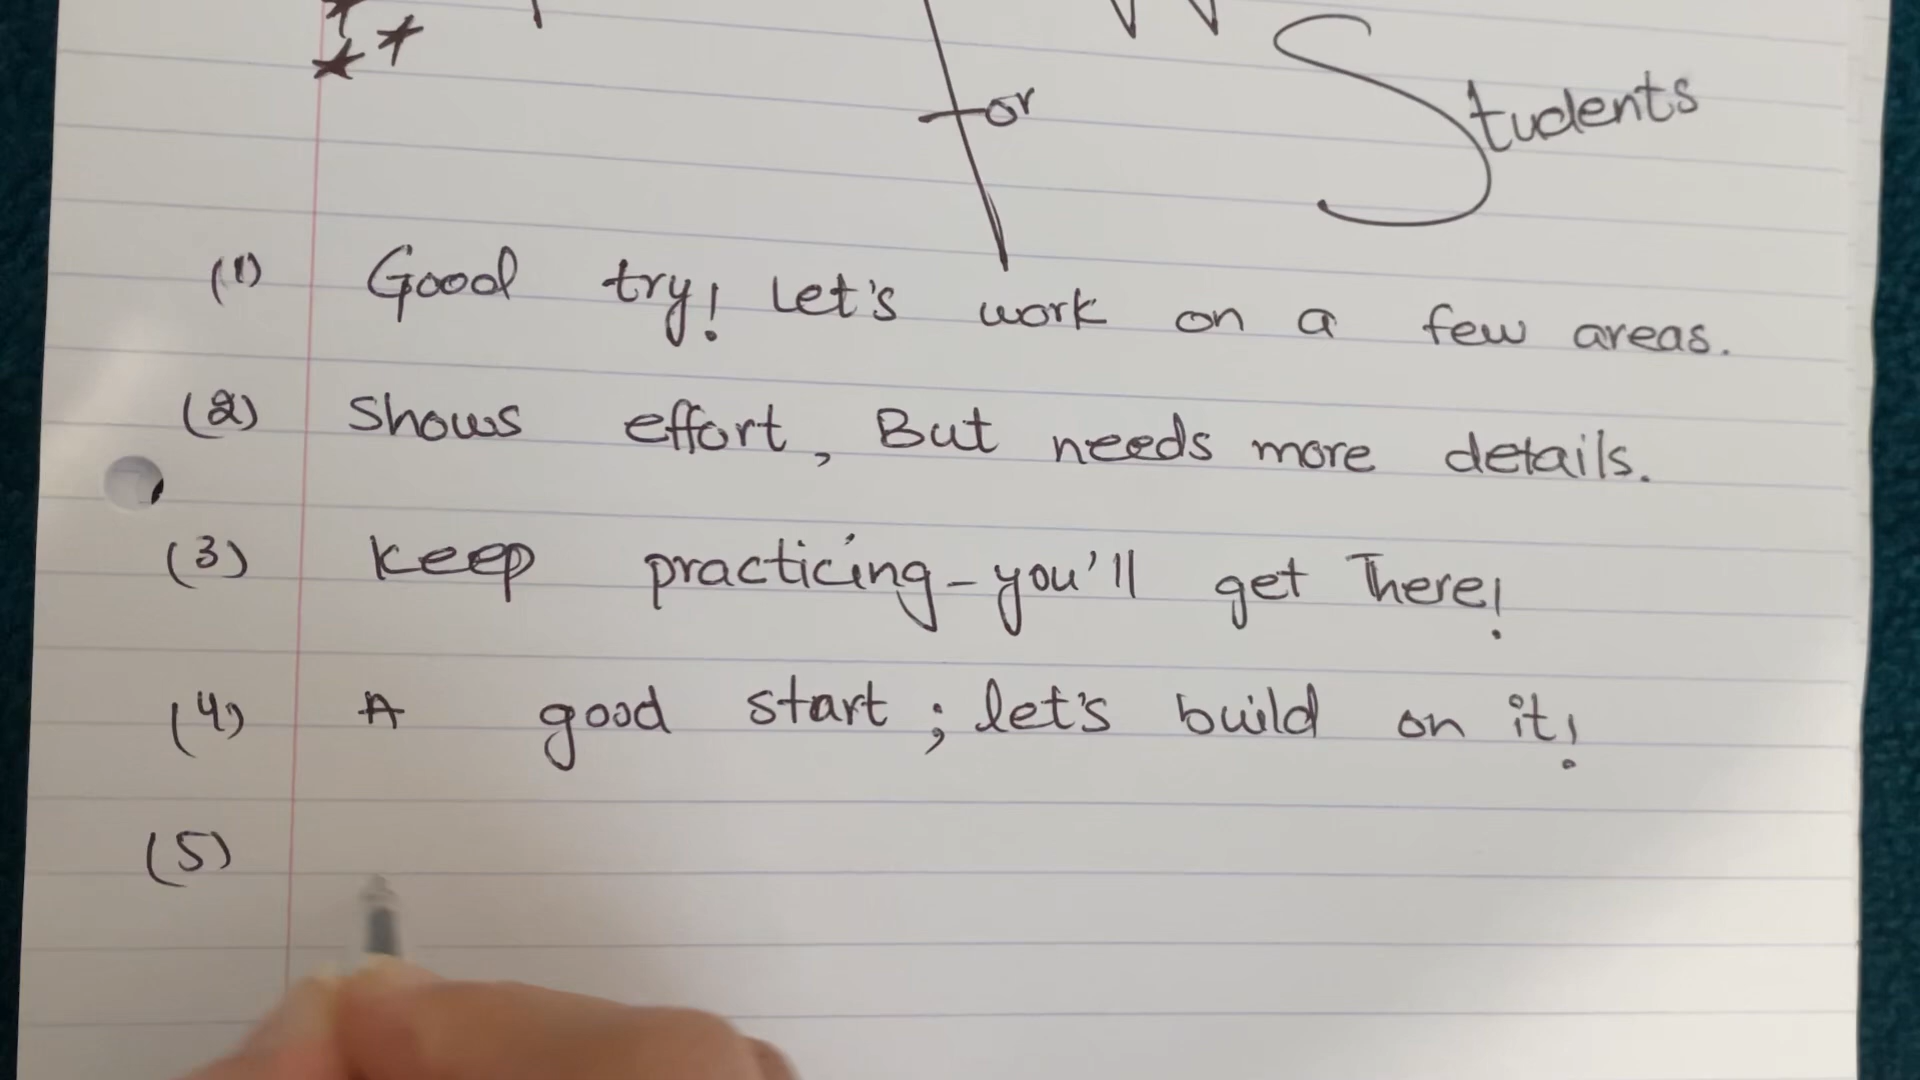 for Students
(1) Good try! Let's work on a few areas.
(2) Shows effort, But needs more details.
(3) Keep practicing - you'll get There!
(4) A good start; let's build on it!
(5)